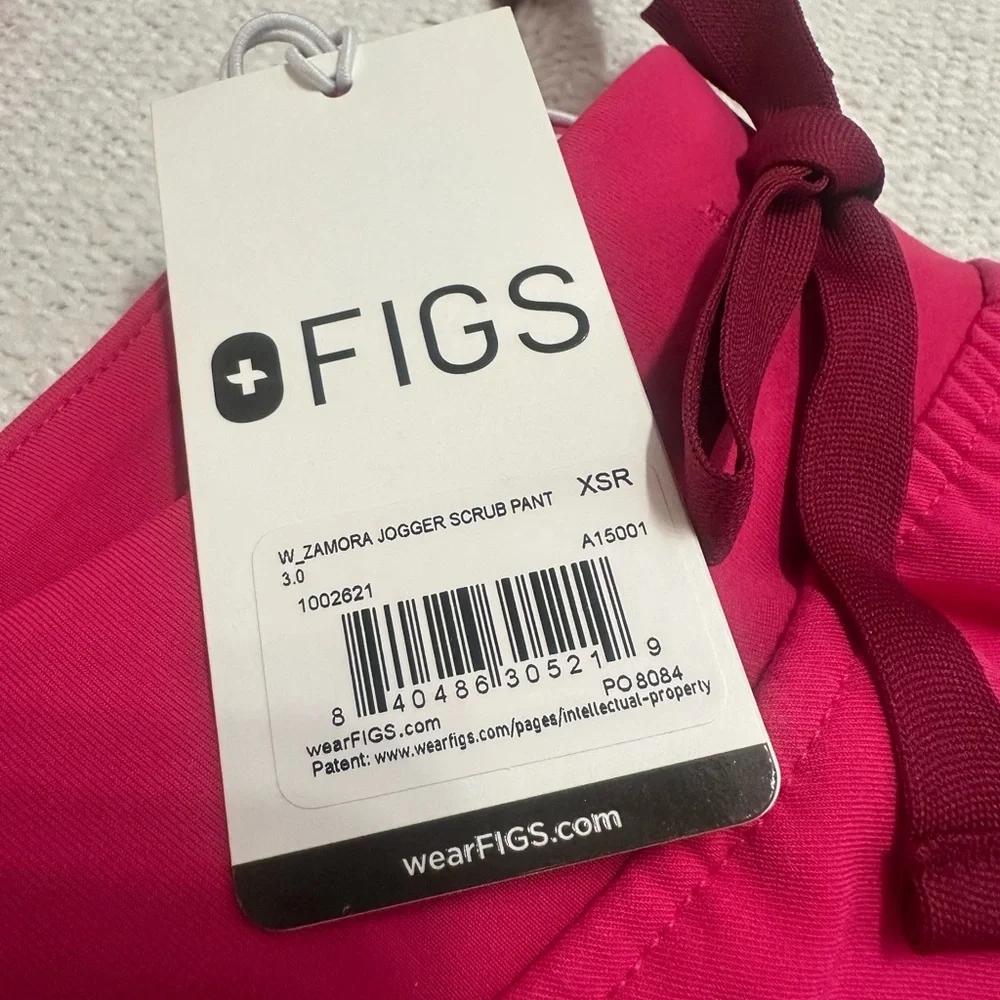 FIGS
W_ZAMORA JOGGER SCRUB PANT XSR
3.0 A15001
1002621
8 40486 30521 9
wearFIGS.com PO 8084
Patent: www.wearfigs.com/pages/intellectual-property
wearFIGS.com